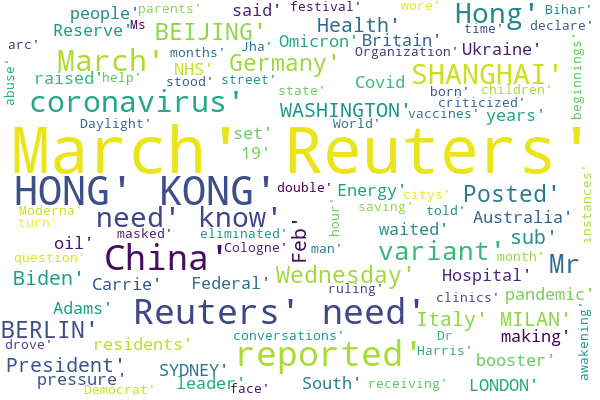 parents' Ms festival' wore' Bihar'
people' said' Health' Hong' time' declare'
arc' Reserve' BEIJING' Omicron' Britain' Organization' Ukraine'
months' Jha'
March' Germany' SHANGHAI'
abuse' raised' help' NHS' stood' street' Covid born' children' beginnings'
coronavirus' state' WASHINGTON' criticized' vaccines' years'
Daylight' set' World'
19'
March' Reuters'
HONG' KONG' double' Energy' citys' Posted' instances'
Moderna' need' know' Feb' hour' saving' told' Australia'
turn' masked' eliminated' waited' sub'
oil' Cologne' man' variant' Mr
question' China' Wednesday' month'
Biden' Carrie' Federal' ruling' Hospital' pandemic'
Adams' Reuters' need' clinics' Italy' MILAN' making'
BERLIN' conversations' Dr
drove' residents' reported' Harris' booster'
President' SYDNEY' South' awakening'
pressure' leader' face' receiving' LONDON'
Democrat'